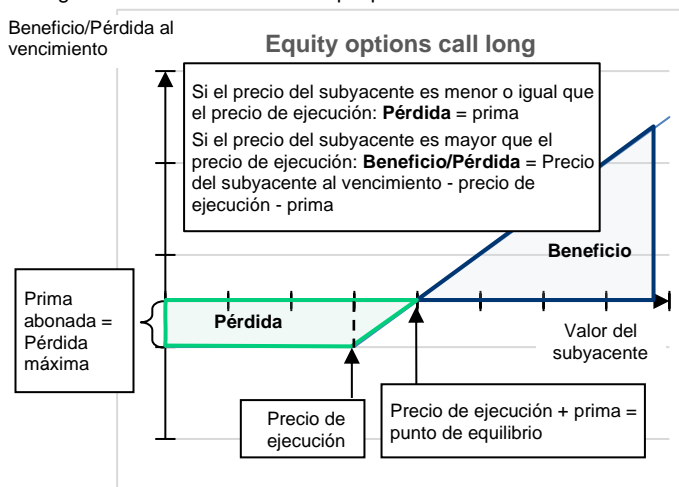 Beneficio/Pérdida al
vencimiento
Equity options call long
Si el precio del subyacente es menor o igual que
el precio de ejecución: Pérdida = prima
Si el precio del subyacente es mayor que el
precio de ejecución: Beneficio/Pérdida = Precio
del subyacente al vencimiento - precio de
ejecución - prima
Beneficio
Prima
abonada =
Pérdida
máxima
Pérdida
Valor del
subyacente
Precio de
ejecución
Precio de ejecución + prima =
punto de equilibrio